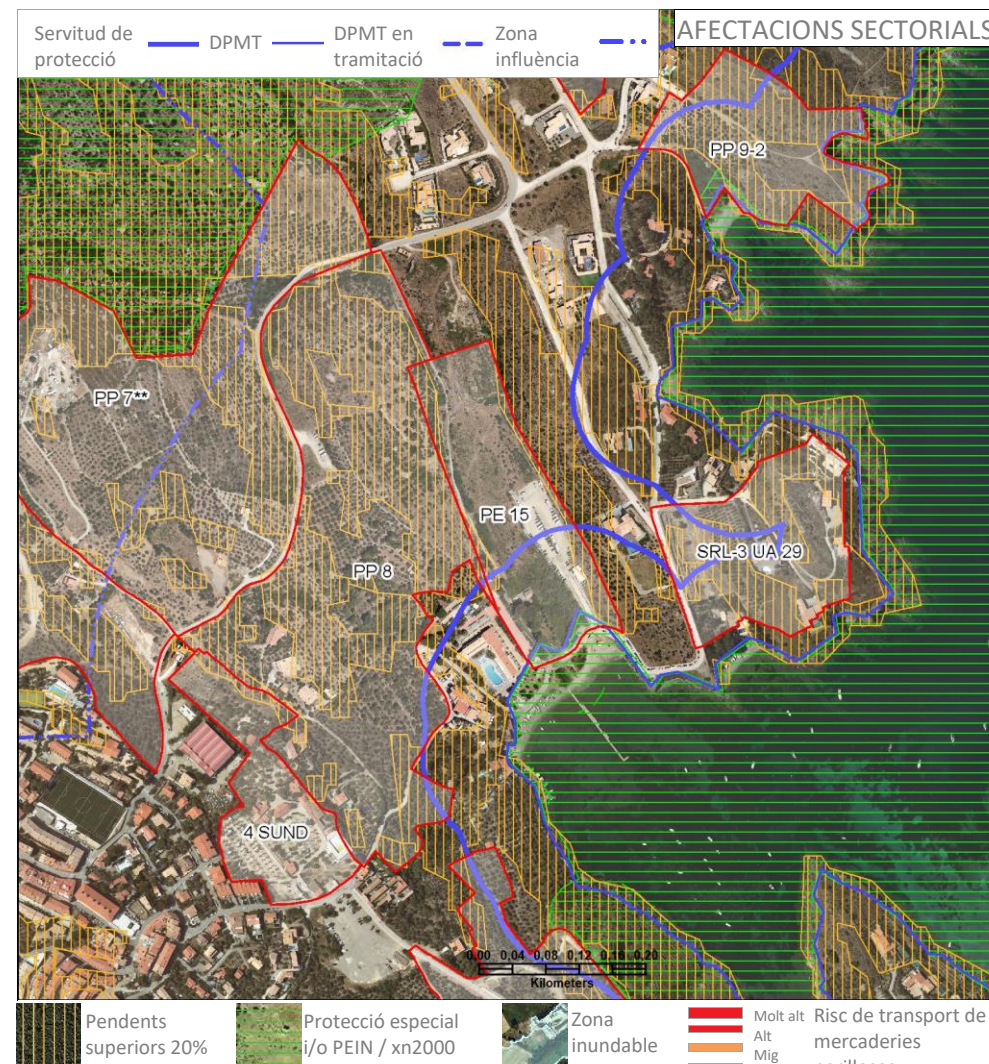 AFECTACIONS SECTORIALS
Servitud de
protecció
DPMT
DPMT en
tramitació
Zona
influència
PP 9-2
PP 7**
PE 15
PP 8
SRL-3 UA 29
4 SUND
0,00 0,04 0,08 0,12 0,16 0,20
Kilometers
Pendents
superiors 20%
Protecció especial
i/o PEIN / xn2000
Zona
inundable
Molt alt
Alt
Mig
Risc de transport de
mercaderies